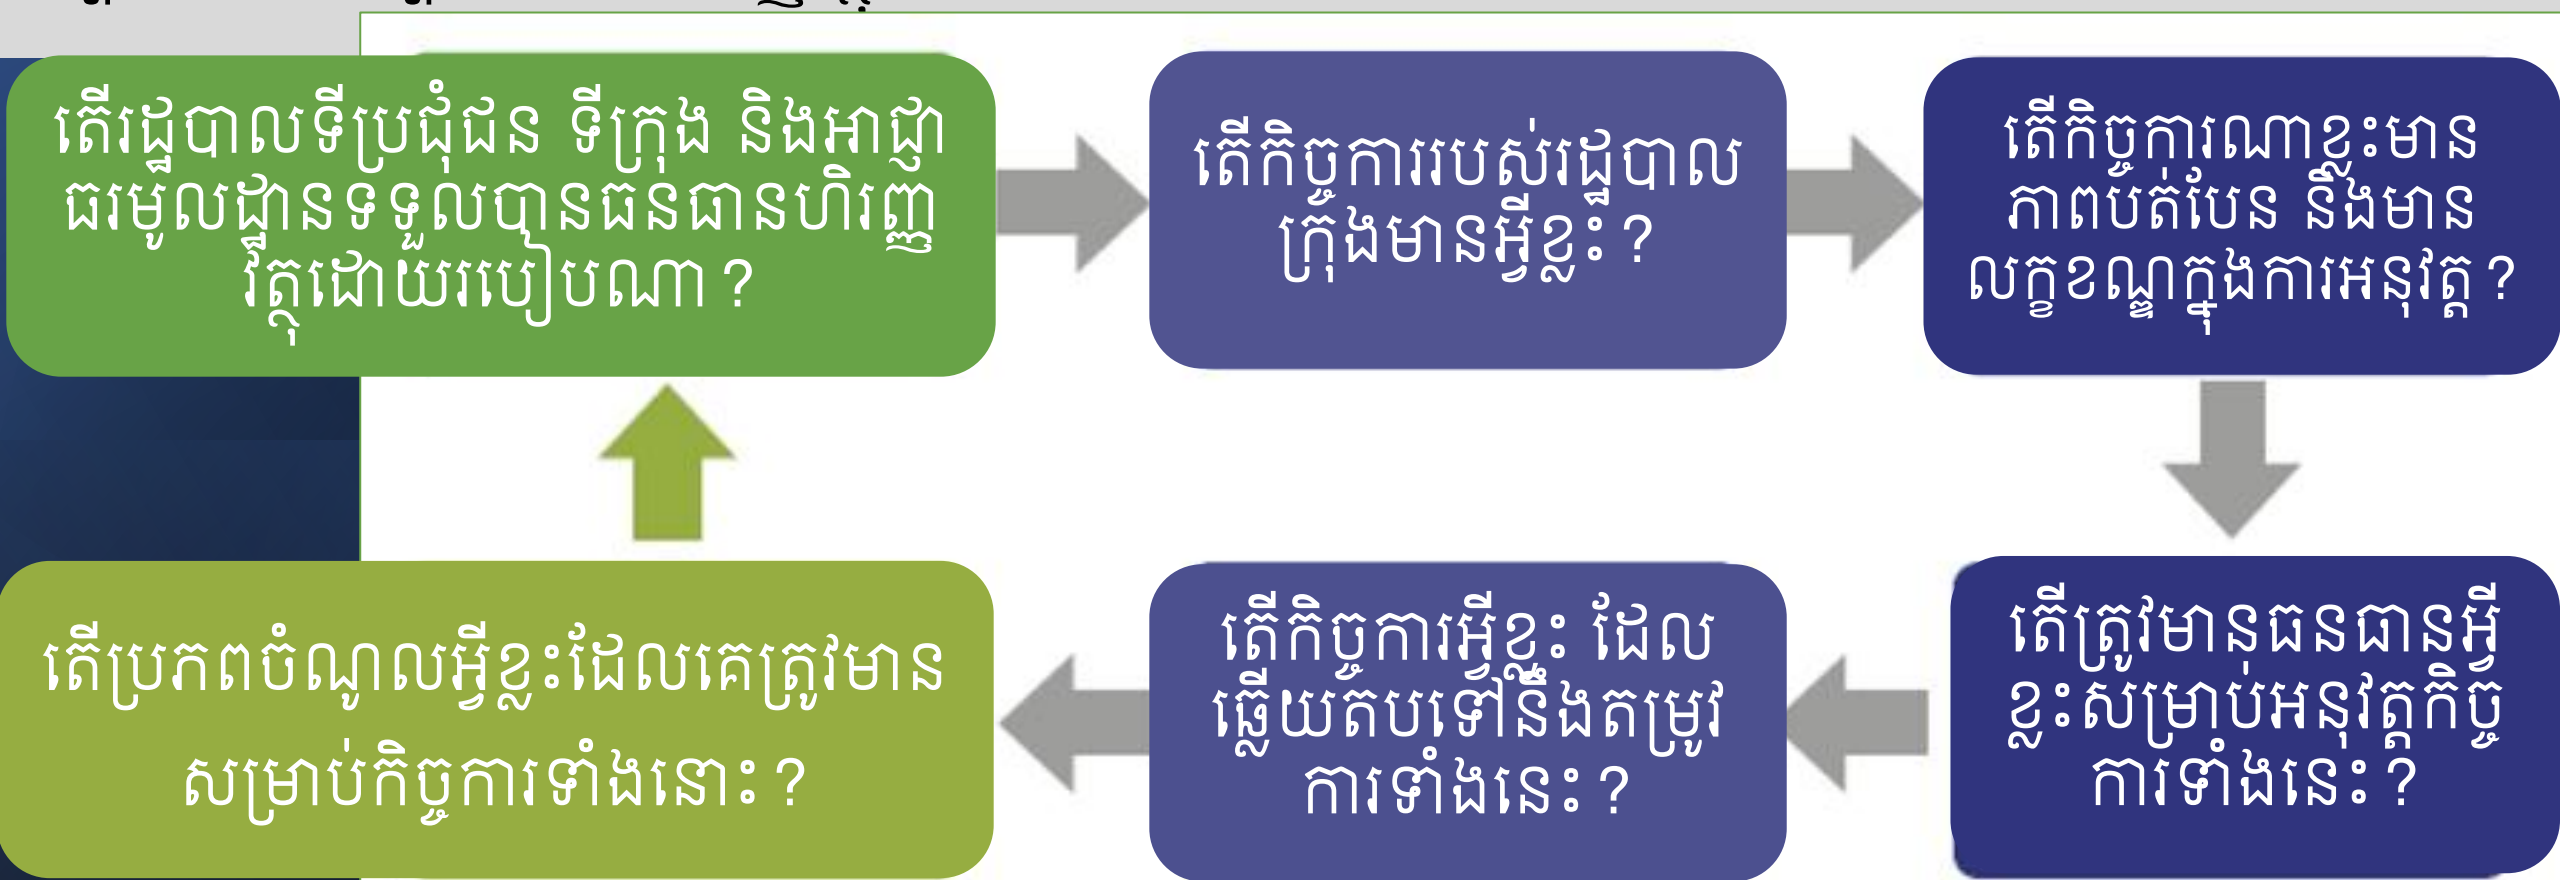 តើរដ្ឋបាលទីប្រជុំជន ទីក្រុង និងអាជ្ញា
ធរមូលដ្ឋានទទួលបានធនធានហិរញ្ញ
វត្ថុដោយរបៀបណា?
តើកិច្ចការរបស់រដ្ឋបាល
ក្រុងមានអ្វីខ្លះ?
តើកិច្ចការណាខ្លះមាន
ភាពបត់បែន និងមាន
លក្ខខណ្ឌក្នុងការអនុវត្ត?
តើត្រូវមានធនធានអ្វី
ខ្លះសម្រាប់អនុវត្តកិច្ច
ការទាំងនេះ?
តើកិច្ចការអ្វីខ្លះ ដែល
ឆ្លើយតបទៅនឹងតម្រូវ
ការទាំងនេះ?
តើប្រភពចំណូលអ្វីខ្លះដែលគេត្រូវមាន
សម្រាប់កិច្ចការទាំងនោះ?